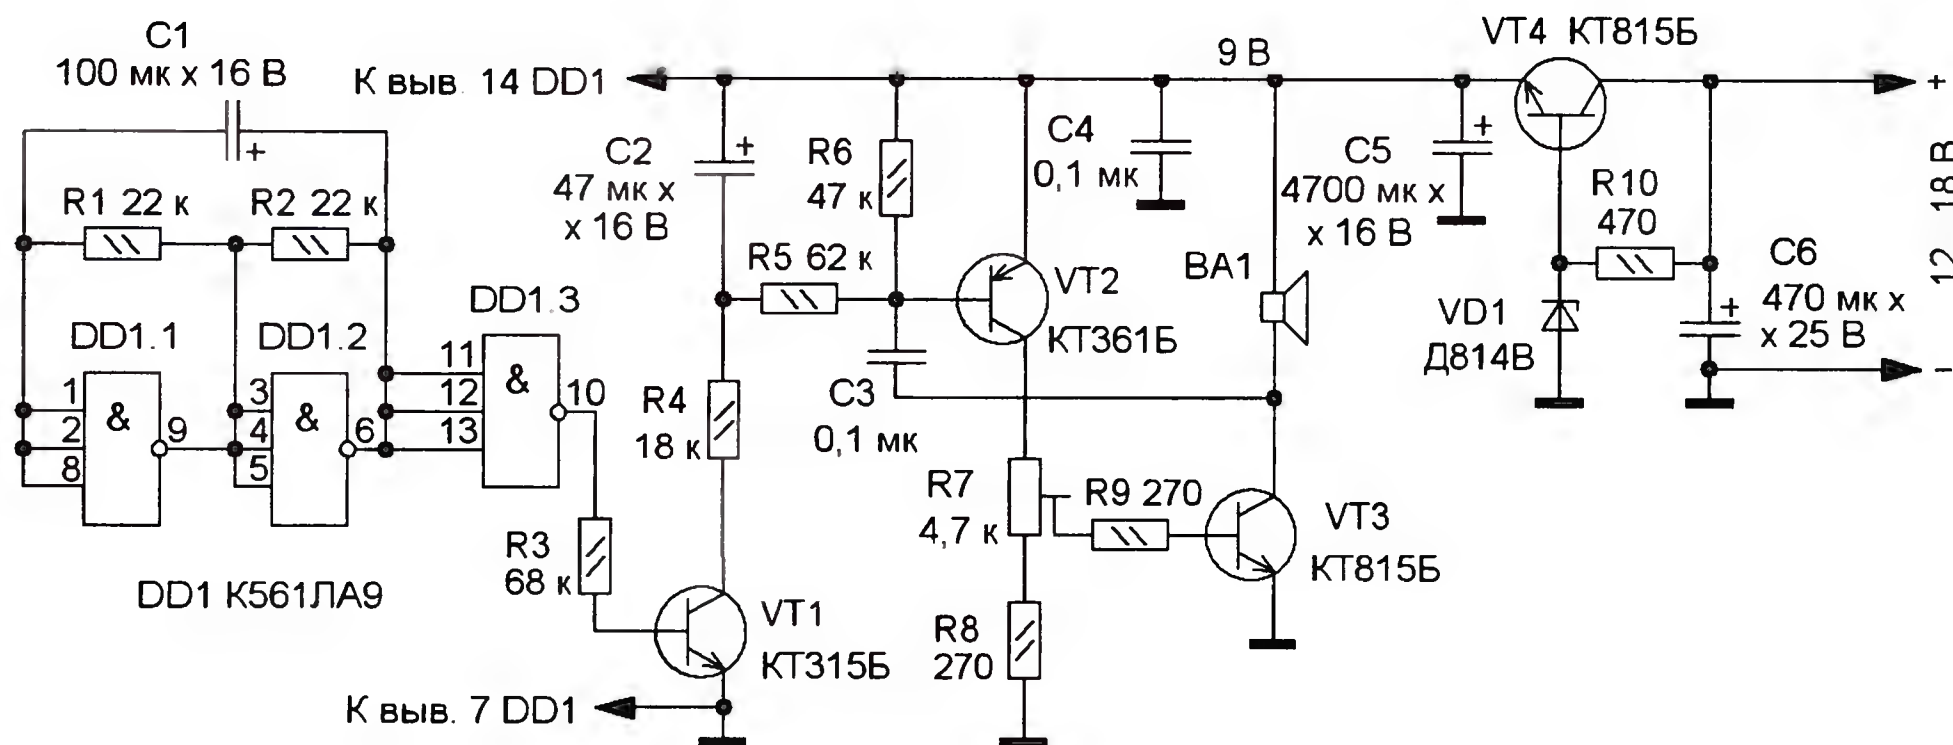 C1
100 мк x 16 В
К выв. 14 DD1
9 В
VT4 КТ815Б
+
R1 22 к
R2 22 к
+
C2
47 мк x
x 16 В
+
R6
47 к
C4
0,1 мк
C5
4700 мк x
x 16 В
+
R10
470
12 18 В
R5 62 к
VT2
КТ361Б
BA1
VD1
Д814В
C6
470 мк x
x 25 В
+
–
DD1.1
DD1.2
DD1.3
&
1
2
8
9
&
3
4
5
6
&
11
12
13
10
R4
18 к
C3
0,1 мк
R7
4,7 к
R9 270
VT3
КТ815Б
R3
68 к
DD1 К561ЛА9
VT1
КТ315Б
R8
270
К выв. 7 DD1